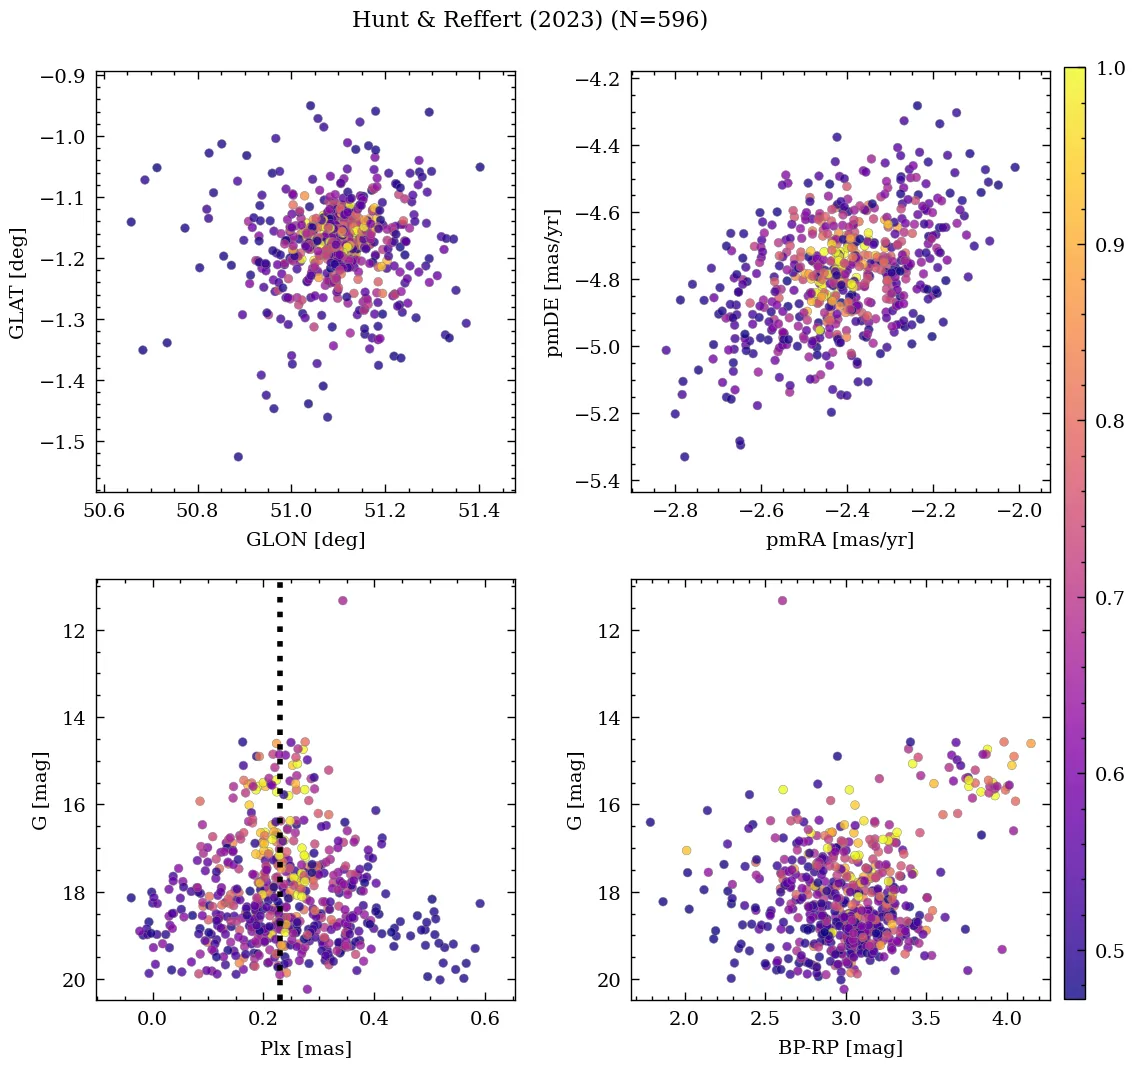 Hunt & Reffert (2023) (N=596)
−0.9
−1.0
−1.1
−1.2
−1.3
−1.4
−1.5
GLAT [deg]
50.6 50.8 51.0 51.2 51.4
GLON [deg]
−4.2
−4.4
−4.6
−4.8
−5.0
−5.2
−5.4
pmDE [mas/yr]
−2.8 −2.6 −2.4 −2.2 −2.0
pmRA [mas/yr]
12
14
16
18
20
G [mag]
0.0 0.2 0.4 0.6
Plx [mas]
12
14
16
18
20
G [mag]
2.0 2.5 3.0 3.5 4.0
BP-RP [mag]
1.0
0.9
0.8
0.7
0.6
0.5